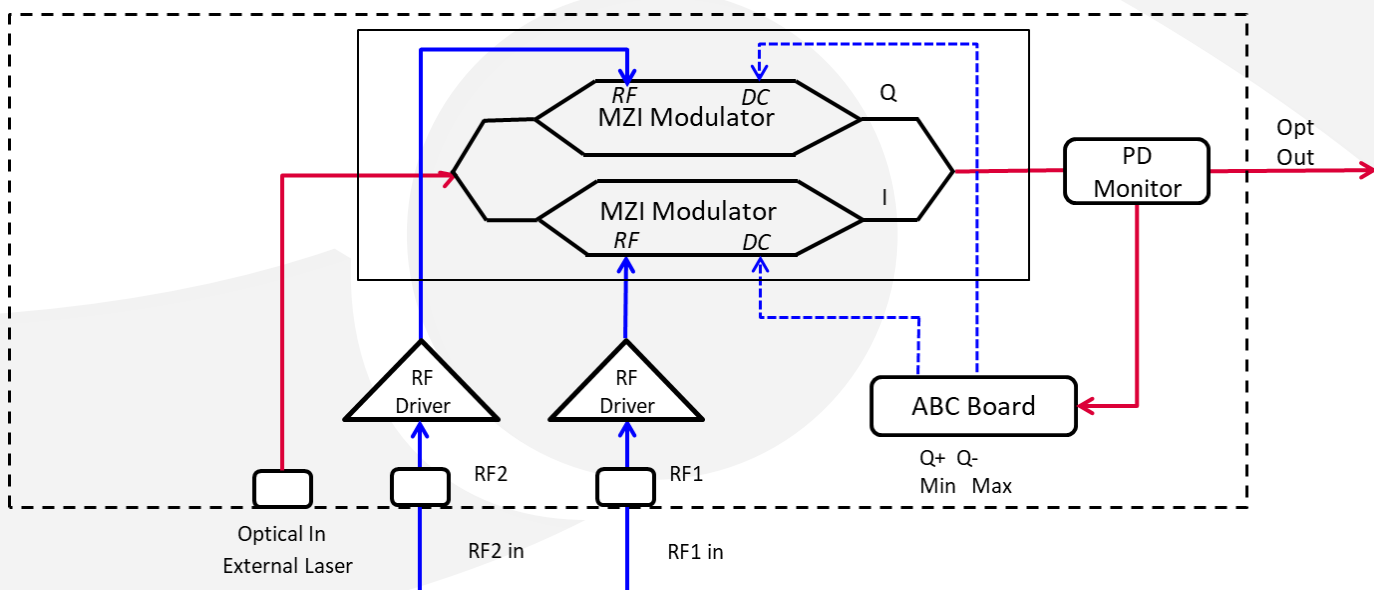 RF
DC
Q
MZI Modulator
MZI Modulator
I
RF
DC
PD
Monitor
Opt
Out
RF
Driver
RF
Driver
ABC Board
Q+ Q-
Min Max
RF2
RF1
Optical In
External Laser
RF2 in
RF1 in